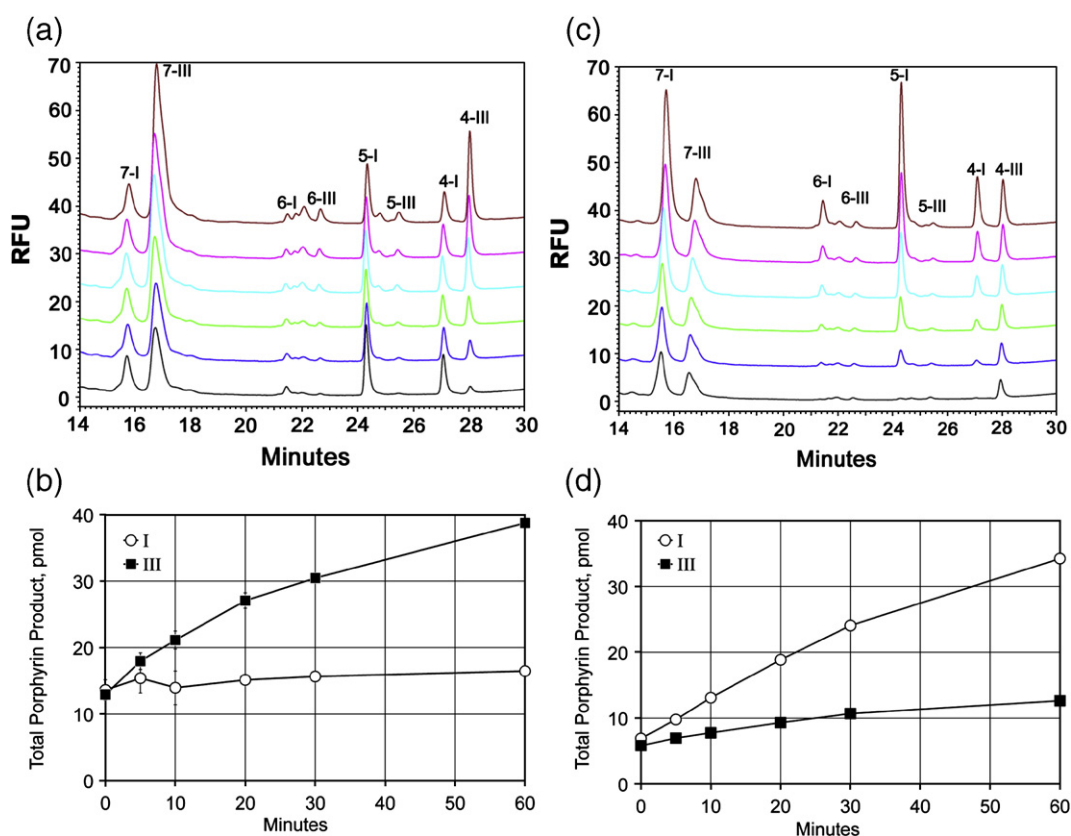 (a)
70
60
50
40
30
20
10
0
RFU
7-I
7-III
6-I
6-III
5-I
5-III
4-I
4-III
14 16 18 20 22 24 26 28 30
Minutes
(c)
70
60
50
40
30
20
10
0
RFU
7-I
7-III
6-I
6-III
5-I
5-III
4-I
4-III
14 16 18 20 22 24 26 28 30
Minutes
(b)
40
30
20
10
0
Total Porphyrin Product, pmol
I
III
0 10 20 30 40 50 60
Minutes
(d)
40
30
20
10
0
Total Porphyrin Product, pmol
I
III
0 10 20 30 40 50 60
Minutes